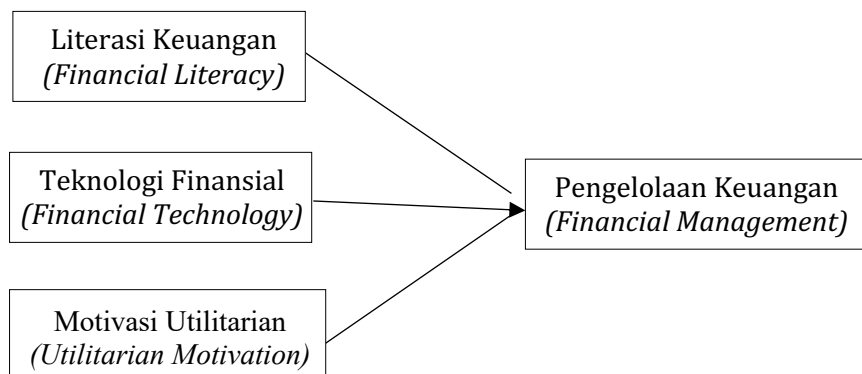 Literasi Keuangan
(Financial Literacy)
Teknologi Finansial
(Financial Technology)
Pengelolaan Keuangan
(Financial Management)
Motivasi Utilitarian
(Utilitarian Motivation)